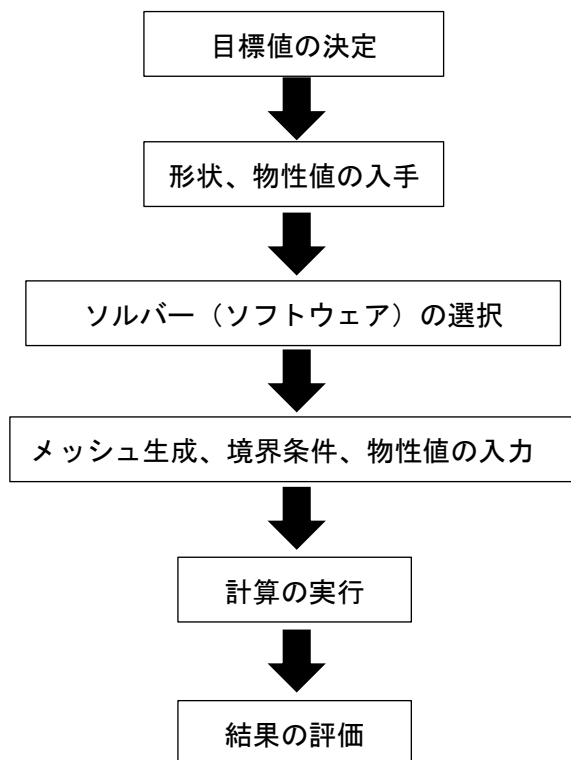 目標値の決定
形状、物性値の入手
ソルバー（ソフトウェア）の選択
メッシュ生成、境界条件、物性値の入力
計算の実行
結果の評価